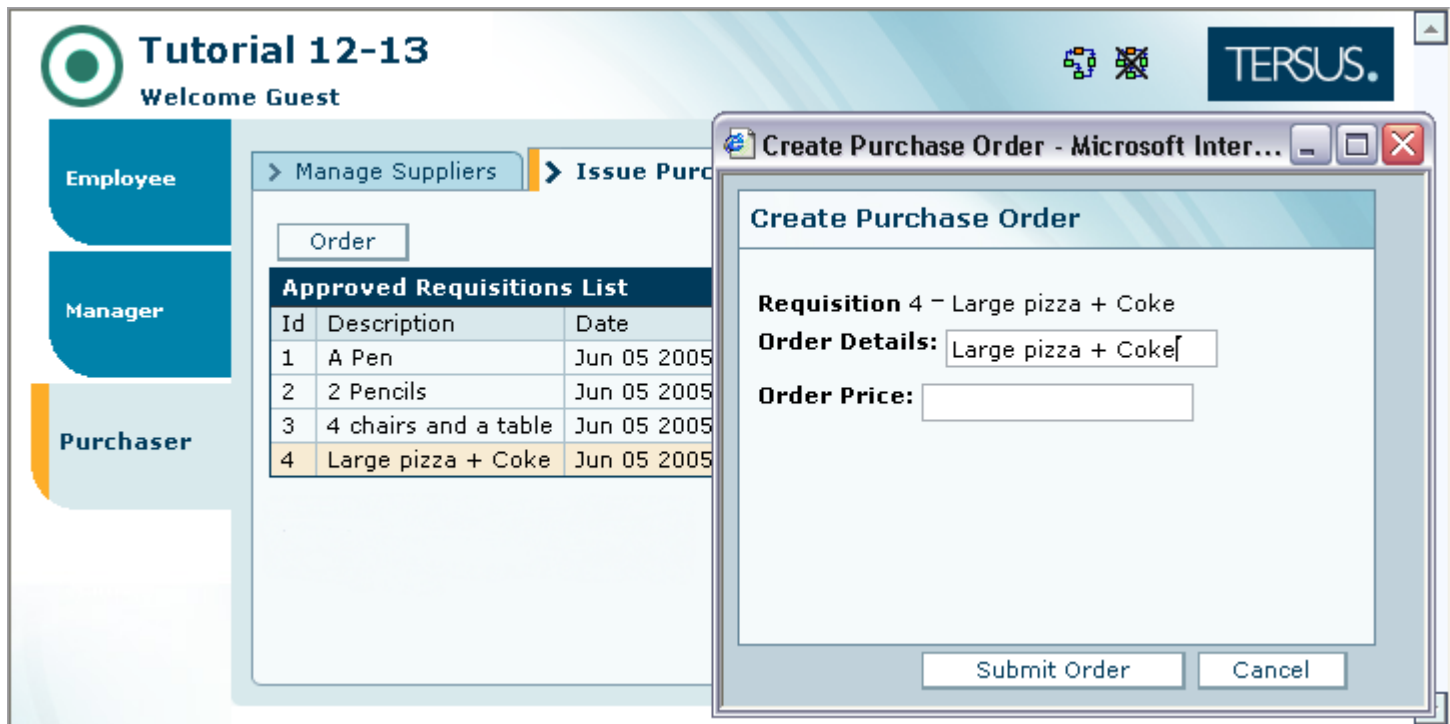 Tutorial 12-13
Welcome Guest
TERSUS.
Employee
Manager
Purchaser
> Manage Suppliers
> Issue Purc
Order
Approved Requisitions List
Id Description Date
1 A Pen Jun 05 2005
2 2 Pencils Jun 05 2005
3 4 chairs and a table Jun 05 2005
4 Large pizza + Coke Jun 05 2005
Create Purchase Order - Microsoft Inter...
Create Purchase Order
Requisition 4 - Large pizza + Coke
Order Details: Large pizza + Coke
Order Price:
Submit Order Cancel